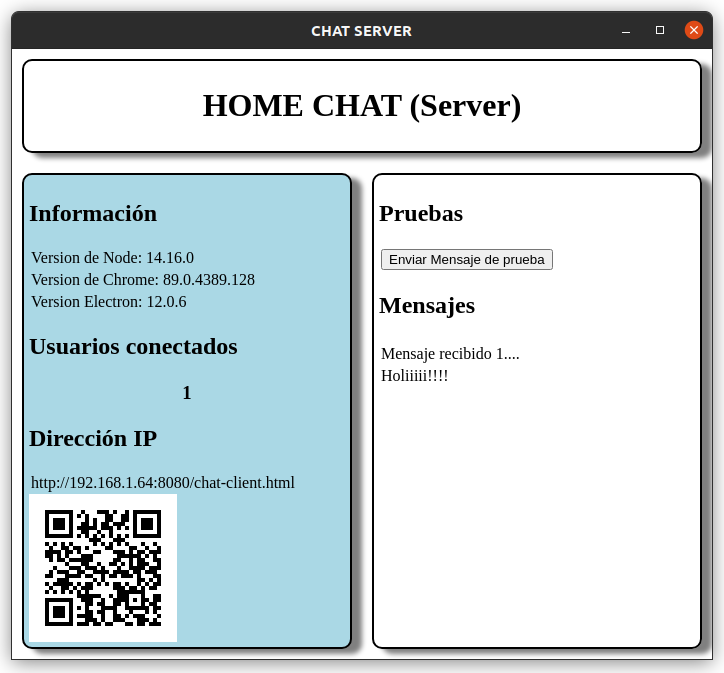 CHAT SERVER
HOME CHAT (Server)
Información
Version de Node: 14.16.0
Version de Chrome: 89.0.4389.128
Version Electron: 12.0.6
Usuarios conectados
1
Dirección IP
http://192.168.1.64:8080/chat-client.html
Pruebas
Enviar Mensaje de prueba
Mensajes
Mensaje recibido 1....
Holiiiii!!!!